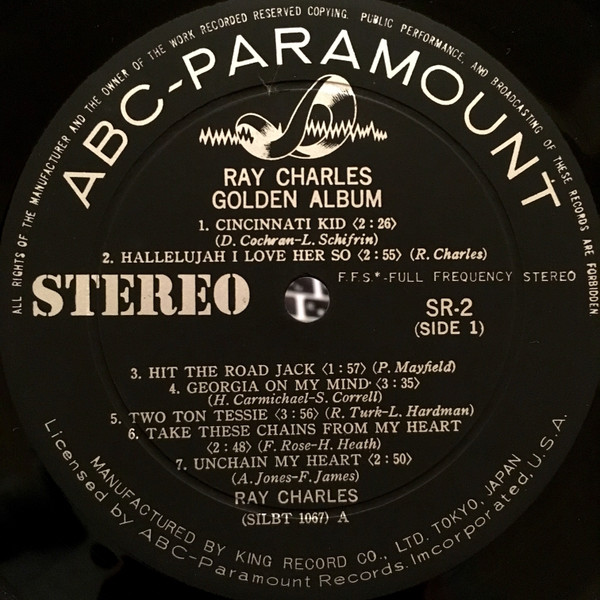 ALL RIGHTS OF THE MANUFACTURER AND THE OWNER OF THE WORK RECORDED RESERVED COPYING, PUBLIC PERFORMANCE, AND BROADCASTING OF THESE RECORDS ARE FORBIDDEN
ABC-PARAMOUNT
RAY CHARLES
GOLDEN ALBUM
1. CINCINNATI KID ⟨2:26⟩
(D. Cochran-L. Schifrin)
2. HALLELUJAH I LOVE HER SO ⟨2:55⟩ (R. Charles)
STEREO
F.F.S.*-FULL FREQUENCY STEREO
SR-2
(SIDE 1)
3. HIT THE ROAD JACK ⟨1:57⟩ (P. Mayfield)
4. GEORGIA ON MY MIND ⟨3:35⟩
(H. Carmichael-S. Correll)
5. TWO TON TESSIE ⟨3:56⟩ (R. Turk-L. Hardman)
6. TAKE THESE CHAINS FROM MY HEART
⟨2:48⟩ (F. Rose-H. Heath)
7. UNCHAIN MY HEART ⟨2:50⟩
(A. Jones-F. James)
RAY CHARLES
(SILBT 1067) A
MANUFACTURED BY KING RECORD CO., LTD. TOKYO, JAPAN
Licensed by ABC-Paramount Records. Incorporated, U.S.A.